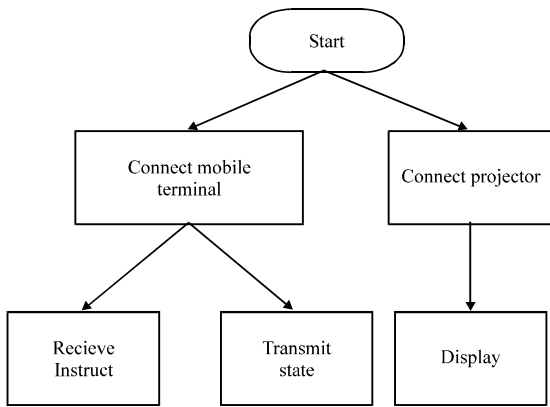 Start
Connect mobile
terminal
Connect projector
Recieve
Instruct
Transmit
state
Display